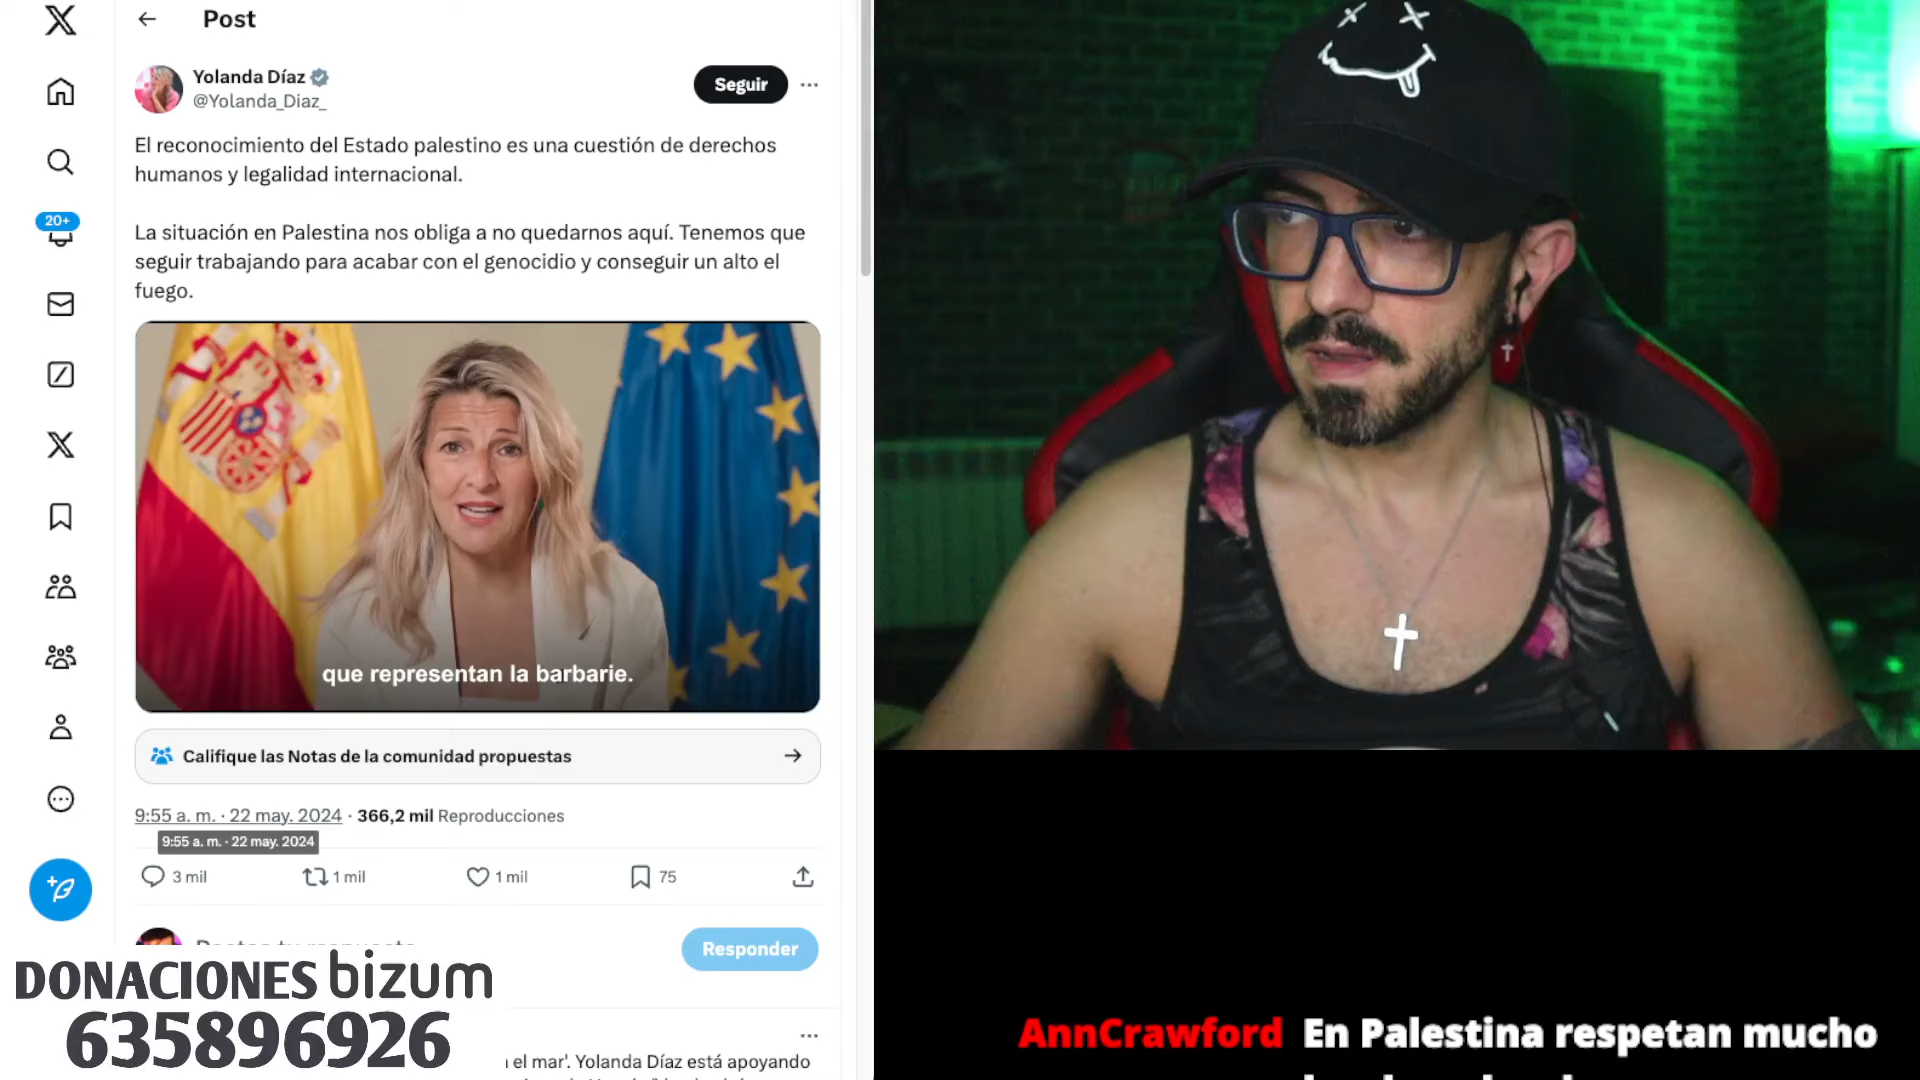 Post
Yolanda Díaz
@Yolanda_Diaz_
Seguir
El reconocimiento del Estado palestino es una cuestión de derechos
humanos y legalidad internacional.
La situación en Palestina nos obliga a no quedarnos aquí. Tenemos que
seguir trabajando para acabar con el genocidio y conseguir un alto el
fuego.
que representan la barbarie.
Califique las Notas de la comunidad propuestas
9:55 a. m. · 22 may. 2024 · 366,2 mil Reproducciones
9:55 a. m. · 22 may. 2024
3 mil
1 mil
1 mil
75
20+
Responder
DONACIONES bizum
635896926
el mar'. Yolanda Díaz está apoyando
AnnCrawford En Palestina respetan mucho